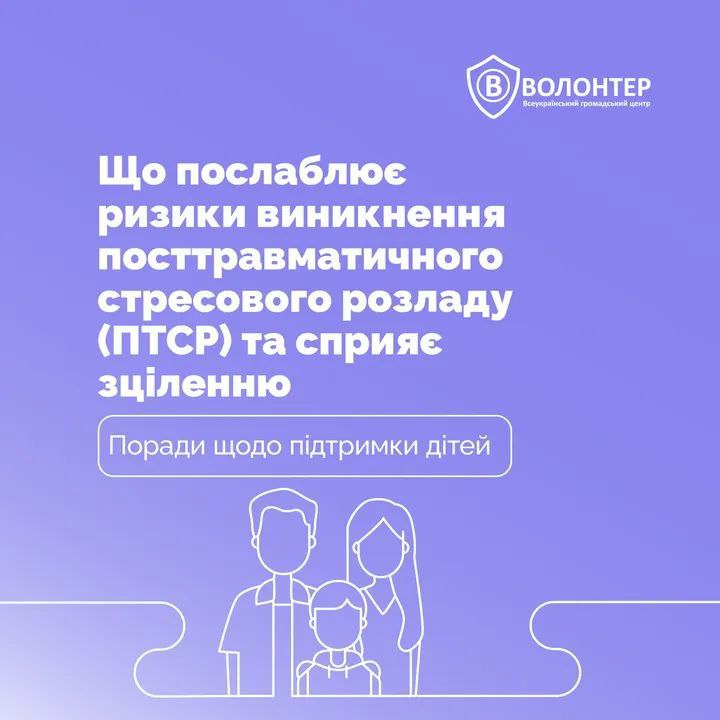 В ВОЛОНТЕР
Всеукраїнський громадський центр
Що послаблює
ризики виникнення
посттравматичного
стресового розладу
(ПТСР) та сприяє
зціленню
Поради щодо підтримки дітей